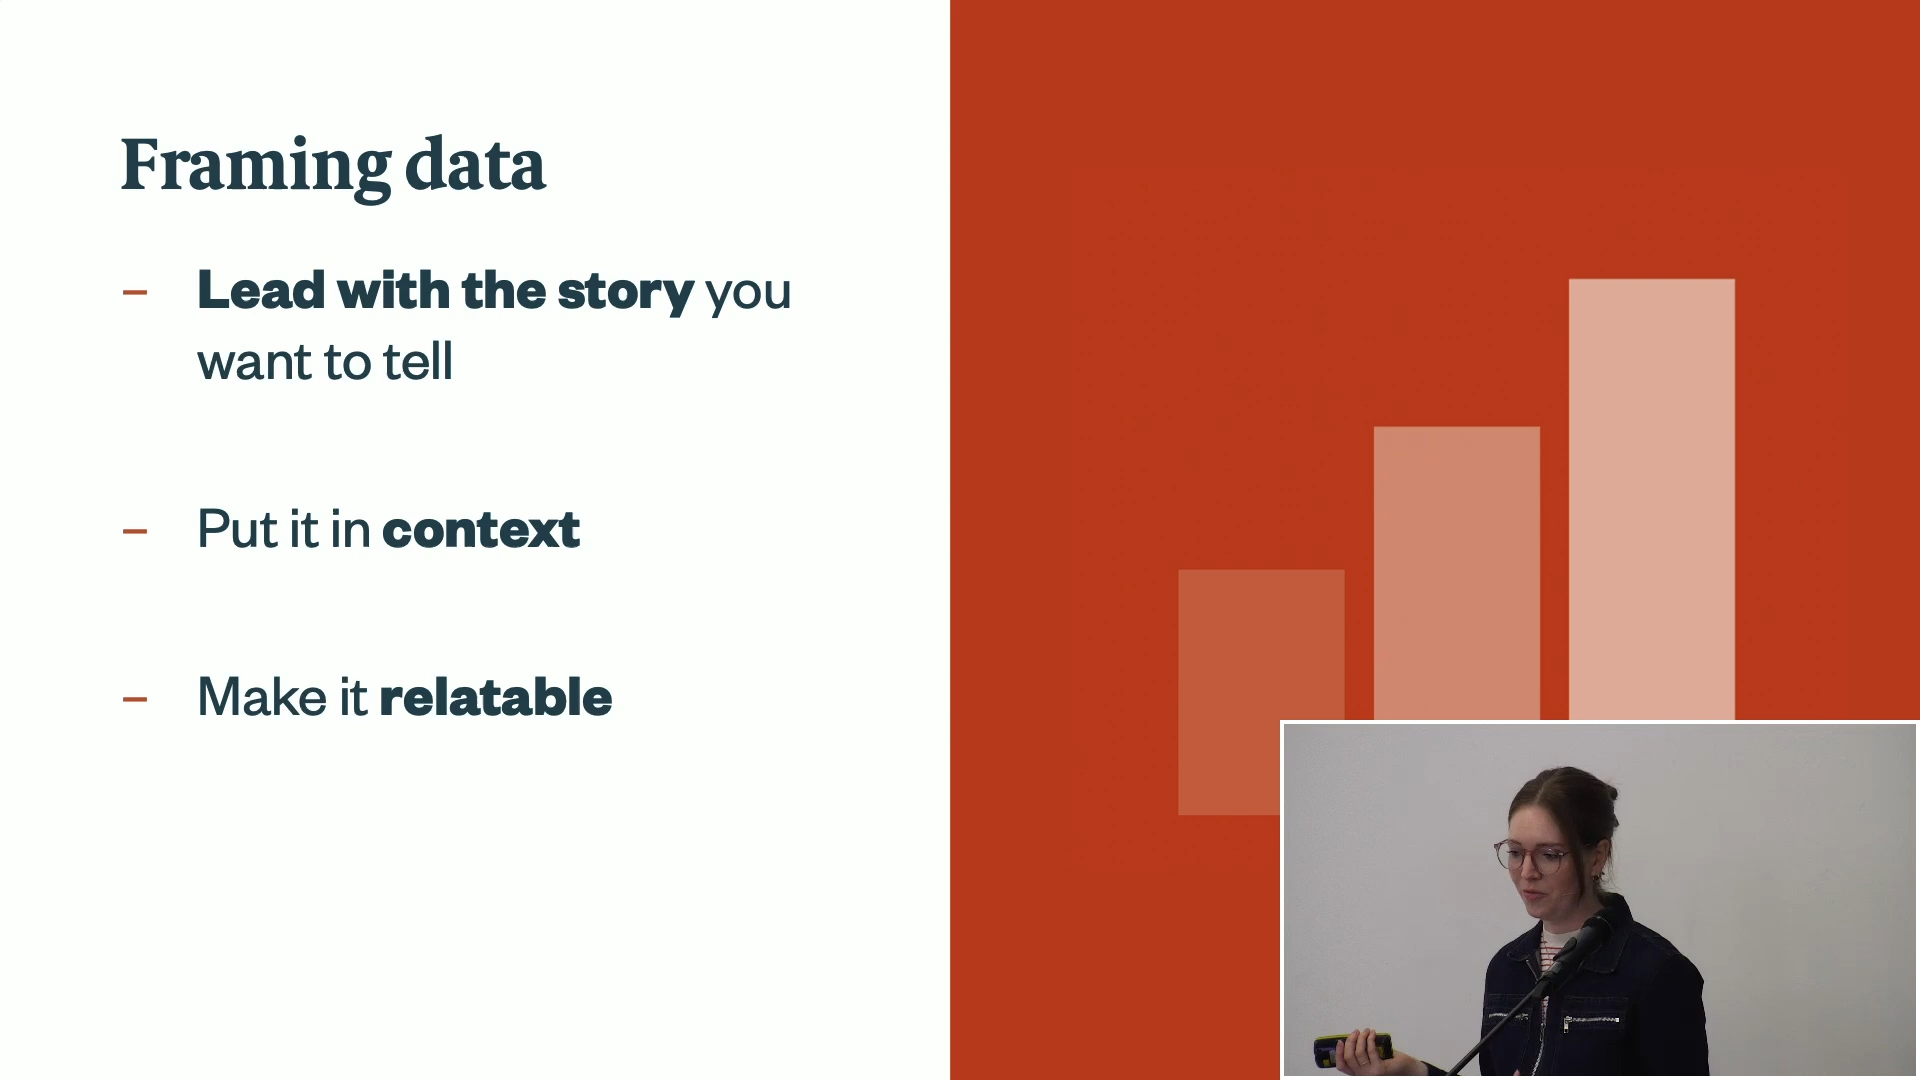 Framing data
– Lead with the story you
want to tell
– Put it in context
– Make it relatable